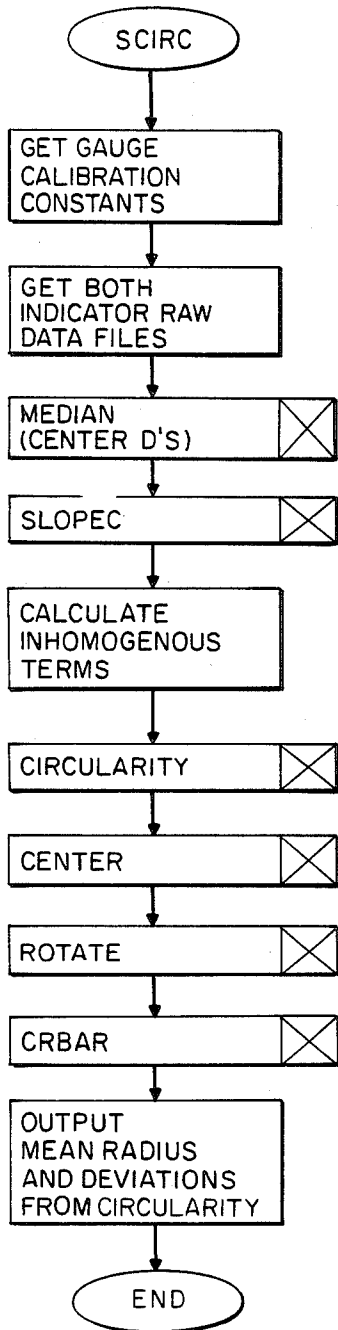 SCIRC
GET GAUGE
CALIBRATION
CONSTANTS
GET BOTH
INDICATOR RAW
DATA FILES
MEDIAN
(CENTER D'S)
SLOPEC
CALCULATE
INHOMOGENOUS
TERMS
CIRCULARITY
CENTER
ROTATE
CRBAR
OUTPUT
MEAN RADIUS
AND DEVIATIONS
FROM CIRCULARITY
END